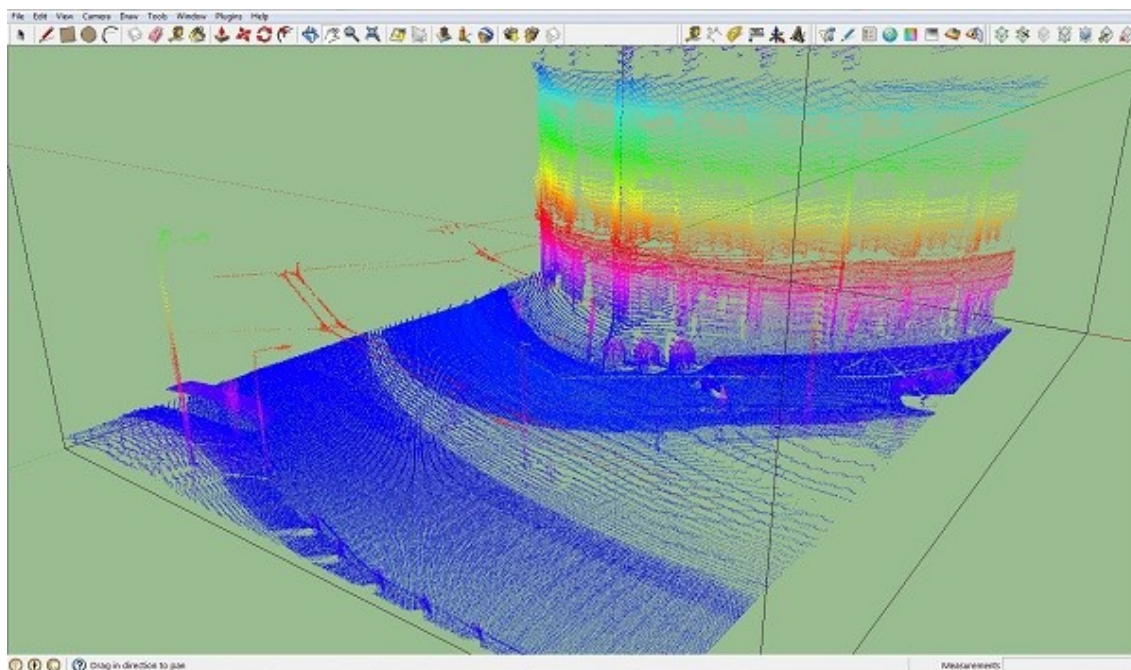 File Edit View Camera Draw Tools Window Plugins Help
Drag in direction to pan
Measurements